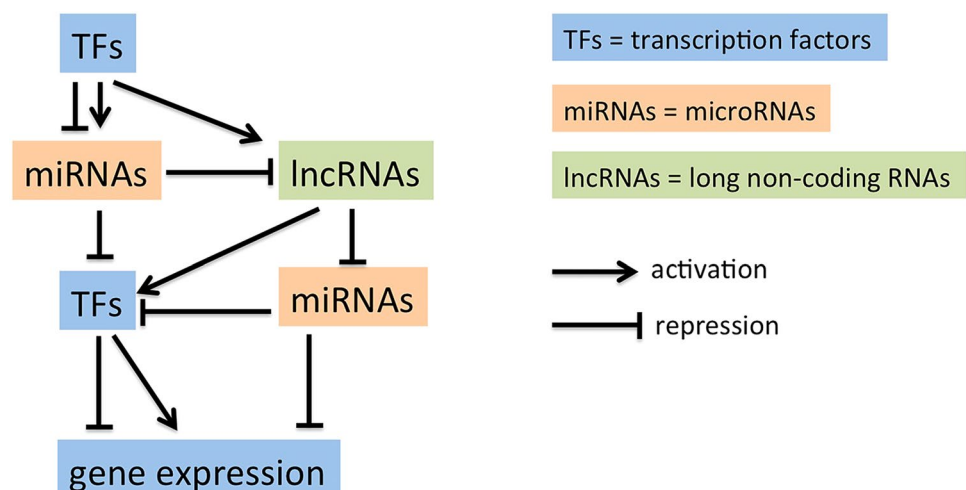 TFs
miRNAs
lncRNAs
TFs
miRNAs
gene expression
TFs = transcription factors
miRNAs = microRNAs
lncRNAs = long non-coding RNAs
activation
repression